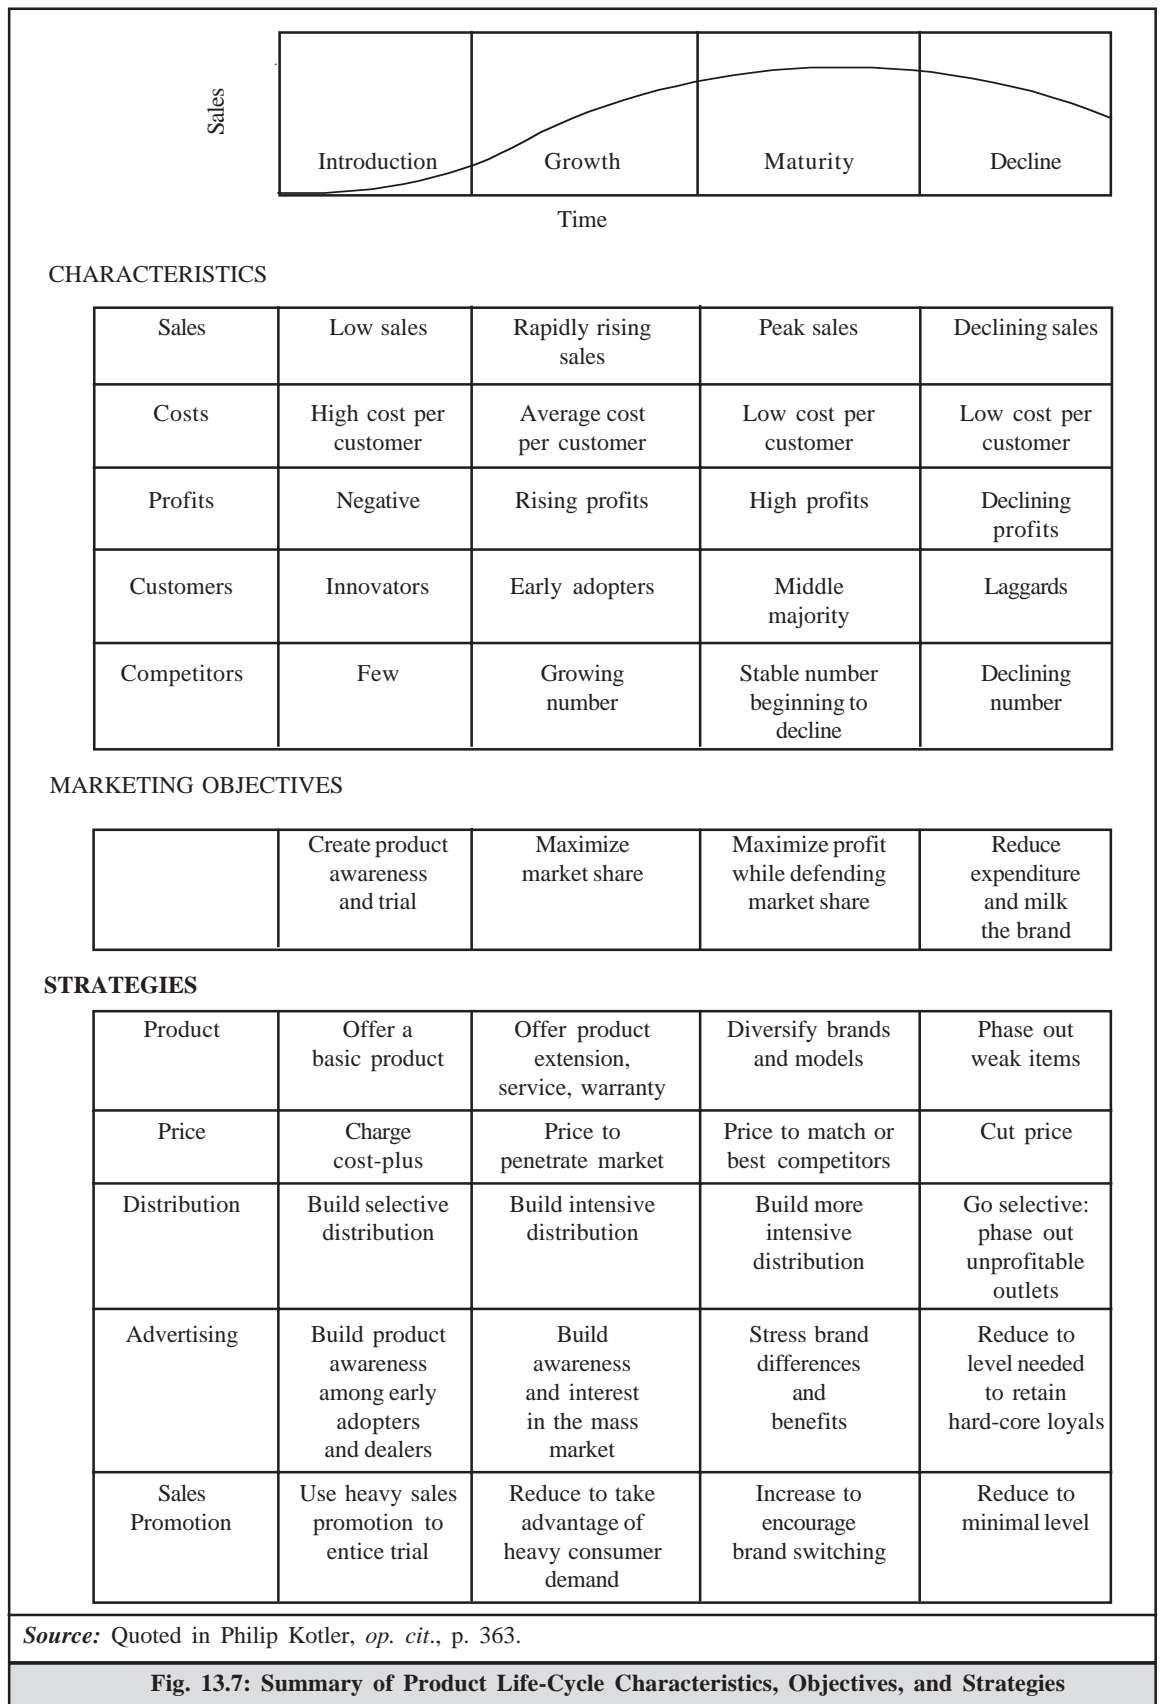 Sales
Introduction Growth Maturity Decline
Time
CHARACTERISTICS
Sales Low sales Rapidly rising Peak sales Declining sales
sales
Costs High cost per Average cost Low cost per Low cost per
customer per customer customer customer
Profits Negative Rising profits High profits Declining
profits
Customers Innovators Early adopters Middle Laggards
majority
Competitors Few Growing Stable number Declining
number beginning to number
decline
MARKETING OBJECTIVES
Create product Maximize Maximize profit Reduce
awareness market share while defending expenditure
and trial market share and milk
the brand
STRATEGIES
Product Offer a Offer product Diversify brands Phase out
basic product extension, and models weak items
service, warranty
Price Charge Price to Price to match or Cut price
cost-plus penetrate market best competitors
Distribution Build selective Build intensive Build more Go selective:
distribution distribution intensive phase out
distribution unprofitable
outlets
Advertising Build product Build Stress brand Reduce to
awareness awareness differences level needed
among early and interest and to retain
adopters in the mass benefits hard-core loyals
and dealers market
Sales Use heavy sales Reduce to take Increase to Reduce to
Promotion promotion to advantage of encourage minimal level
entice trial heavy consumer brand switching
demand
Source: Quoted in Philip Kotler, op. cit., p. 363.
Fig. 13.7: Summary of Product Life-Cycle Characteristics, Objectives, and Strategies